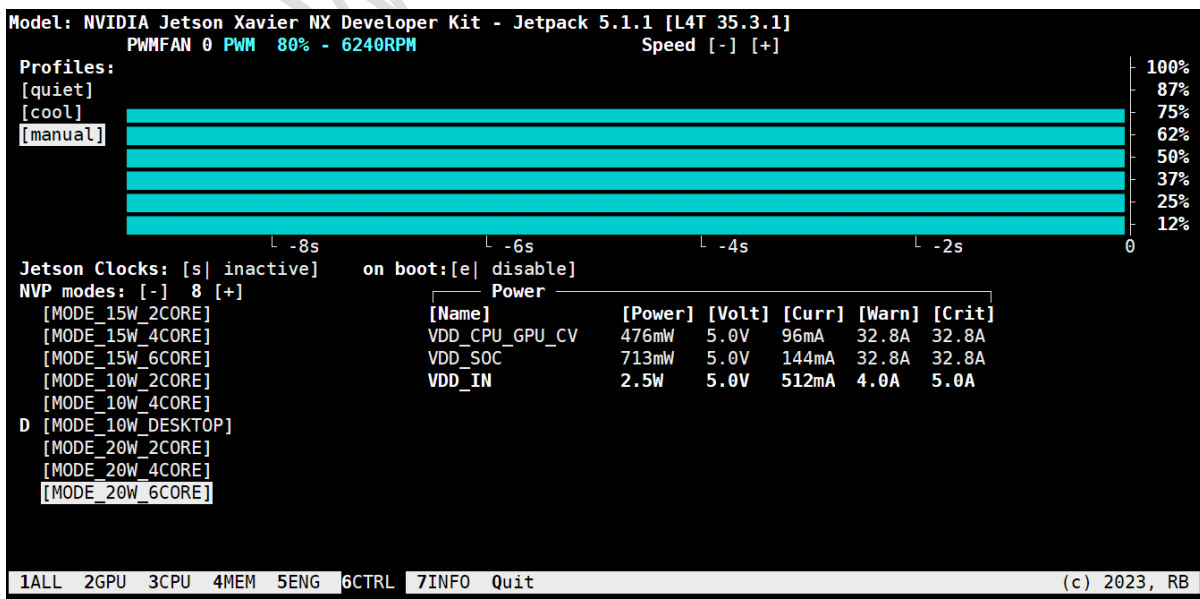 Model: NVIDIA Jetson Xavier NX Developer Kit - Jetpack 5.1.1 [L4T 35.3.1]
PWMFAN 0 PWM 80% - 6240RPM Speed [-] [+]
Profiles: 100%
[quiet] 87%
[cool] 75%
[manual] 62%
50%
37%
25%
12%
-8s -6s -4s -2s 0
Jetson Clocks: [s| inactive] on boot:[e| disable]
NVP modes: [-] 8 [+] Power
[MODE_15W_2CORE] [Name] [Power] [Volt] [Curr] [Warn] [Crit]
[MODE_15W_4CORE] VDD_CPU_GPU_CV 476mW 5.0V 96mA 32.8A 32.8A
[MODE_15W_6CORE] VDD_SOC 713mW 5.0V 144mA 32.8A 32.8A
[MODE_10W_2CORE] VDD_IN 2.5W 5.0V 512mA 4.0A 5.0A
[MODE_10W_4CORE]
D [MODE_10W_DESKTOP]
[MODE_20W_2CORE]
[MODE_20W_4CORE]
[MODE_20W_6CORE]
1ALL 2GPU 3CPU 4MEM 5ENG 6CTRL 7INFO Quit (c) 2023, RB